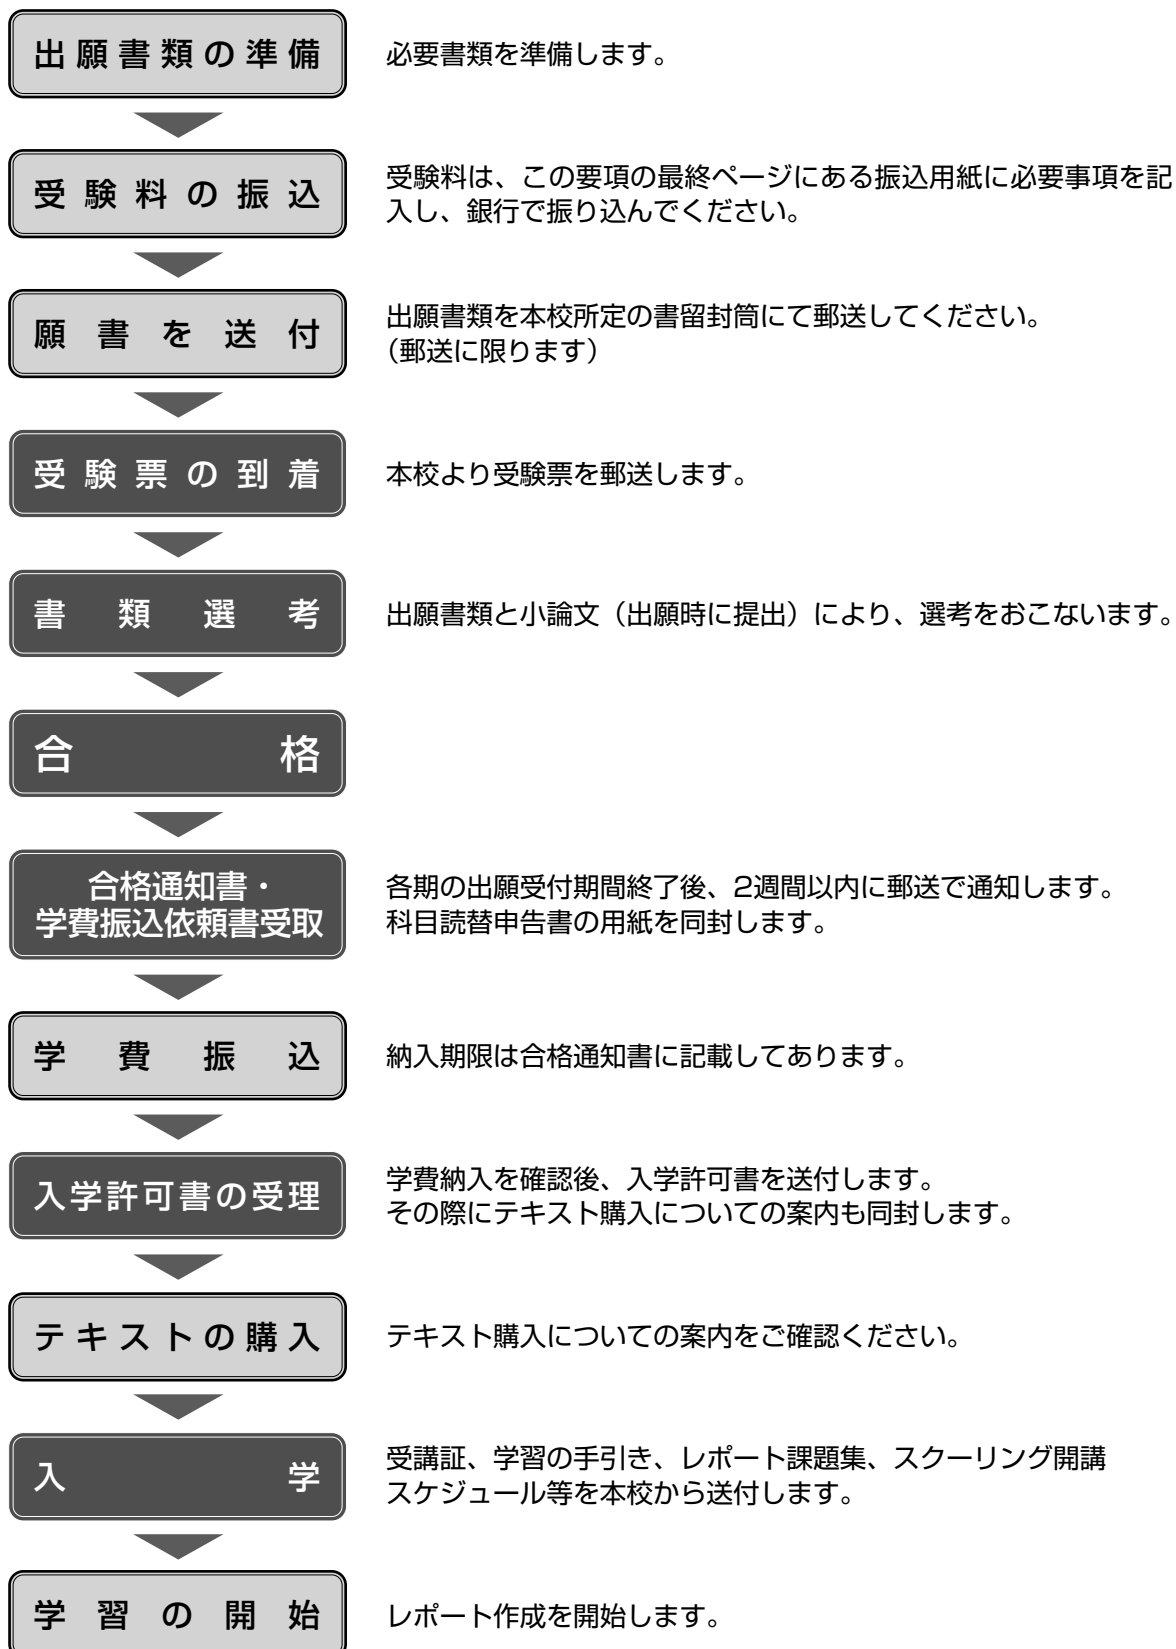 出願書類の準備
必要書類を準備します。
受験料の振込
受験料は、この要項の最終ページにある振込用紙に必要事項を記
入し、銀行で振り込んでください。
願書を送付
出願書類を本校所定の書留封筒にて郵送してください。
（郵送に限ります）
受験票の到着
本校より受験票を郵送します。
書類選考
出願書類と小論文（出願時に提出）により、選考をおこないます。
合格
合格通知書・
学費振込依頼書受取
各期の出願受付期間終了後、2週間以内に郵送で通知します。
科目読替申告書の用紙を同封します。
学費振込
納入期限は合格通知書に記載してあります。
入学許可書の受理
学費納入を確認後、入学許可書を送付します。
その際にテキスト購入についての案内も同封します。
テキストの購入
テキスト購入についての案内をご確認ください。
入学
受講証、学習の手引き、レポート課題集、スクーリング開講
スケジュール等を本校から送付します。
学習の開始
レポート作成を開始します。